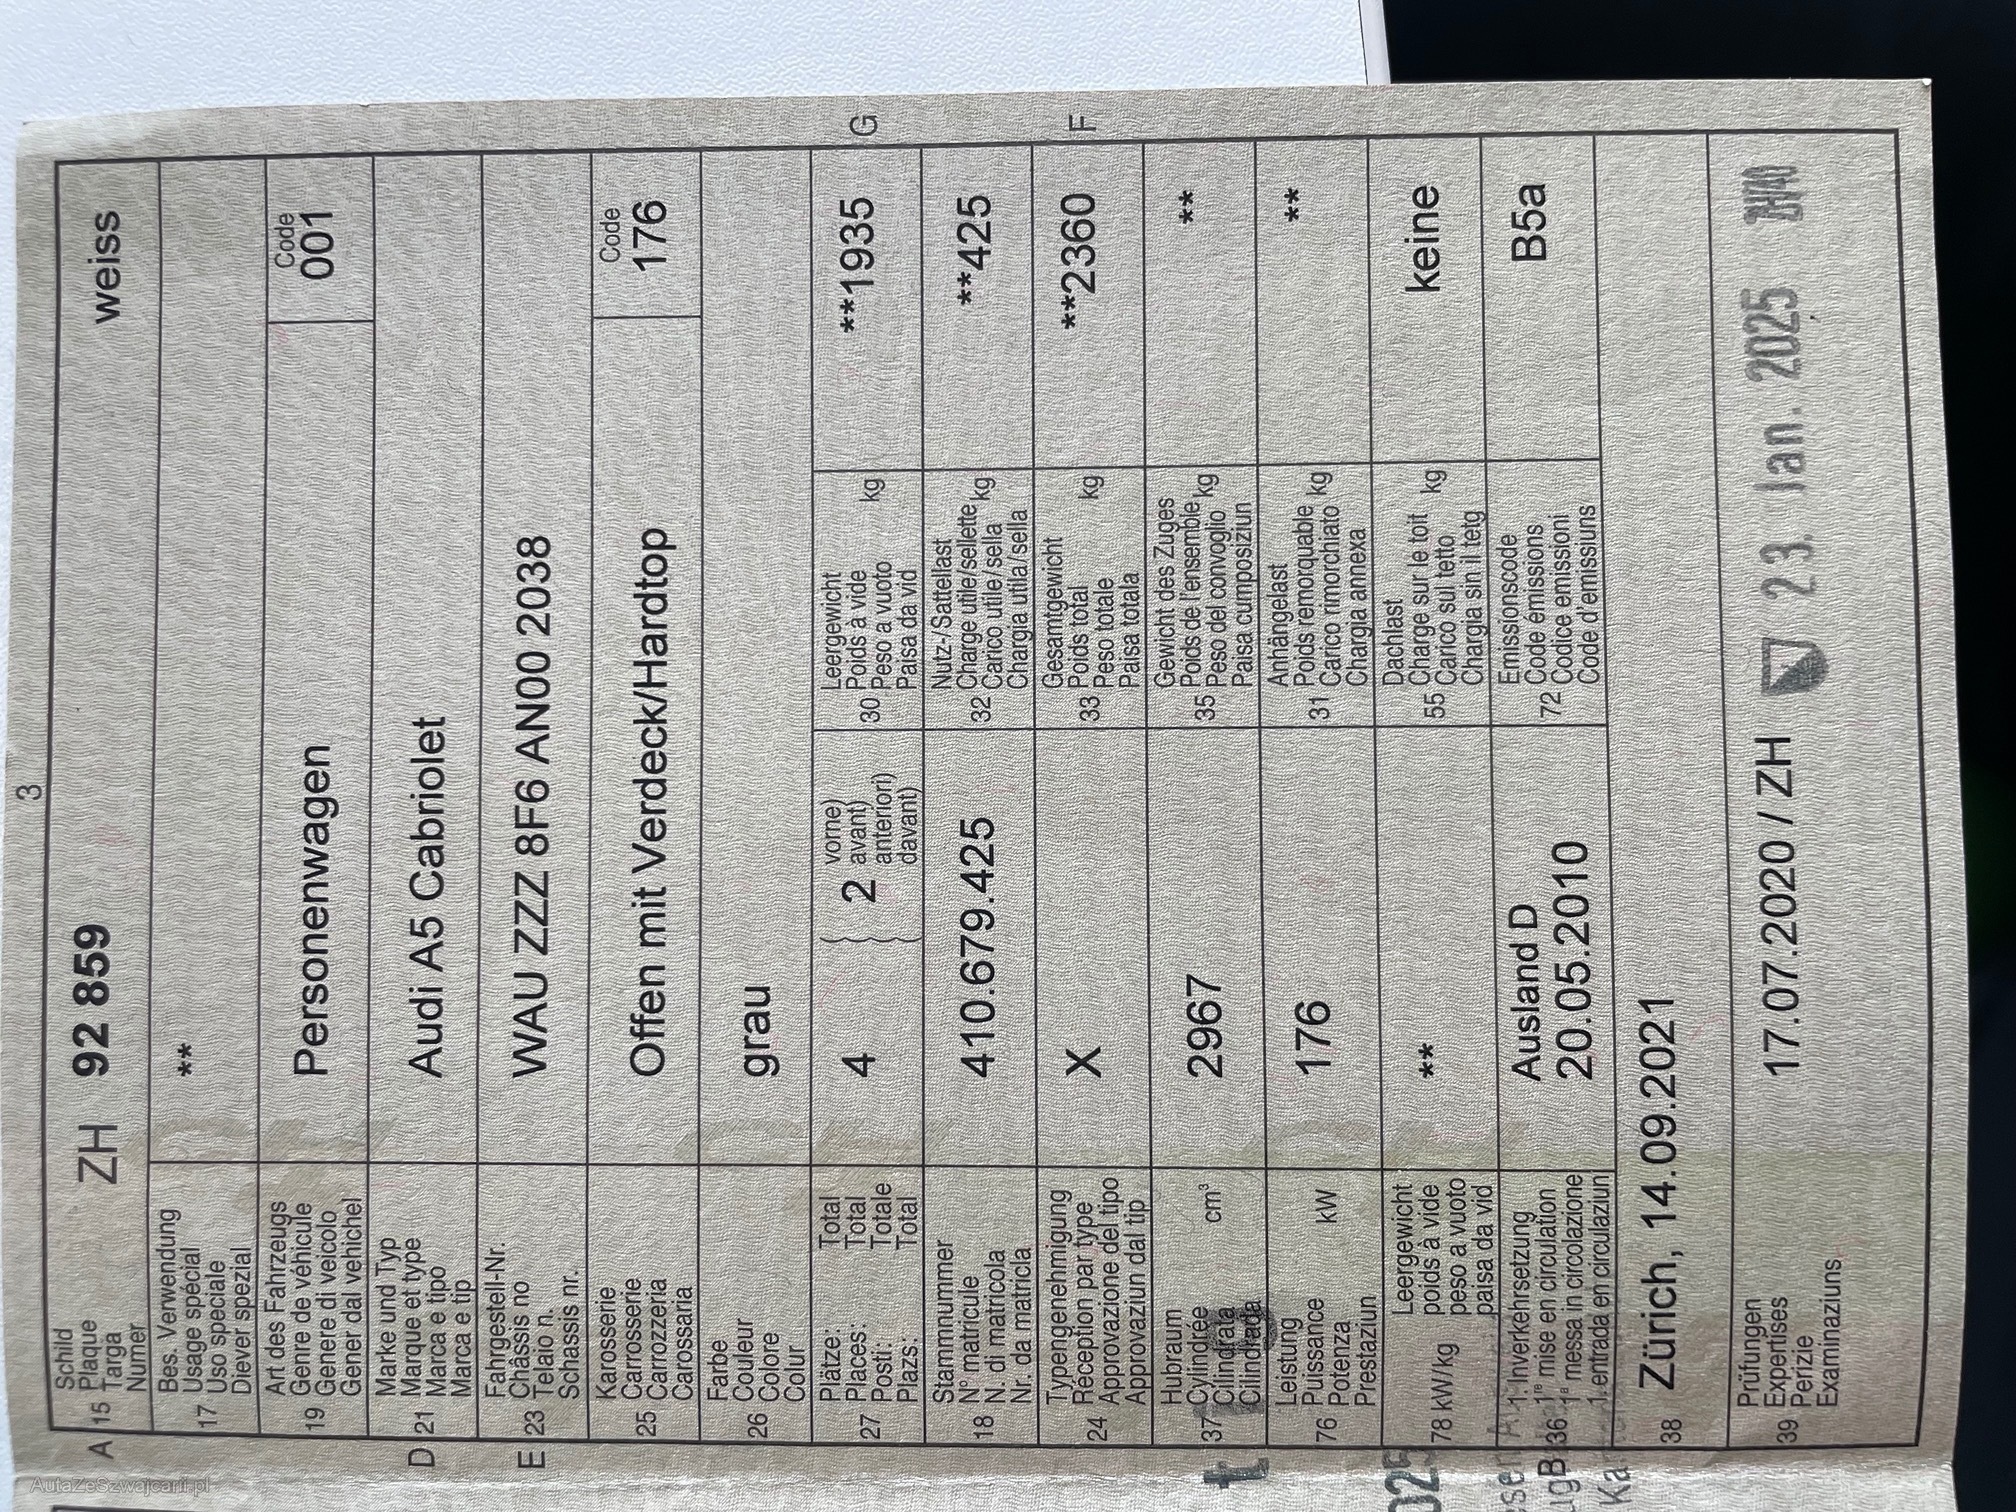 3
A 15 Schild
Plaque
Targa
Numer
ZH 92 859 weiss
17 Bes. Verwendung
Usage spécial
Uso speciale
Diever spezial
**
19 Art des Fahrzeugs
Genre de véhicule
Genere di veicolo
Gener dal vehichel
Personenwagen
Code
001
D 21 Marke und Typ
Marque et type
Marca e tipo
Marca e tip
Audi A5 Cabriolet
E 23 Fahrgestell-Nr.
Châssis no
Telaio n.
Schassis nr.
WAU ZZZ 8F6 AN00 2038
25 Karosserie
Carrosserie
Carrozzeria
Carossaria
Offen mit Verdeck/Hardtop
Code
176
26 Farbe
Couleur
Colore
Colur
grau
27 Plätze: Total
Places: Total
Posti: Totale
Plazs.: Total
4
2
vorne)
avant)
anteriori)
davant)
30 Leergewicht
Poids à vide
Peso a vuoto
Paisa da vid
kg
**1935
G
18 Stammnummer
N° matricule
N. di matricola
Nr. da matricla
410.679.425
32 Nutz-/Sattellast
Charge utile/sellette
Carico utile/sella
Chargia utila/sella
kg
**425
24 Typengenehmigung
Réception par type
Approvazione del tipo
Approvaziun dal tip
X
33 Gesamtgewicht
Poids total
Peso totale
Paisa totala
kg
**2360
F
37 Hubraum
Cylindrée
Cilindrata
Cilindrada
cm³
2967
35 Gewicht des Zuges
Poids de l'ensemble
Peso del convoglio
Paisa cumposiziun
kg
**
76 Leistung
Puissance
Potenza
Prestaziun
kW
176
31 Anhängelast
Poids remorquable
Carico rimorchiato
Chargia annexa
kg
**
78 kW/kg Leergewicht
poids à vide
peso a vuoto
paisa da vid
**
55 Dachlast
Charge sur le toit
Carico sul tetto
Chargia sin il tetg
kg
keine
B 36 1. Inverkehrsetzung
1re mise en circulation
1a messa in circolazione
1. entrada en circulaziun
Ausland D
20.05.2010
72 Emissionscode
Code émissions
Codice emissioni
Code d'emissiuns
B5a
38 Zürich, 14.09.2021
39 Prüfungen
Expertises
Perizie
Examinaziuns
17.07.2020 / ZH
23. Jan. 2025 ZH40
AutaZeSzwajcarii.pl